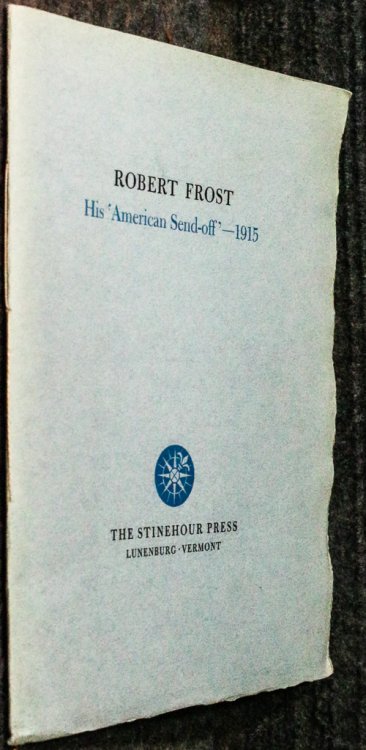 ROBERT FROST
His ‘American Send-off’—1915
THE STINEHOUR PRESS
LUNENBURG · VERMONT